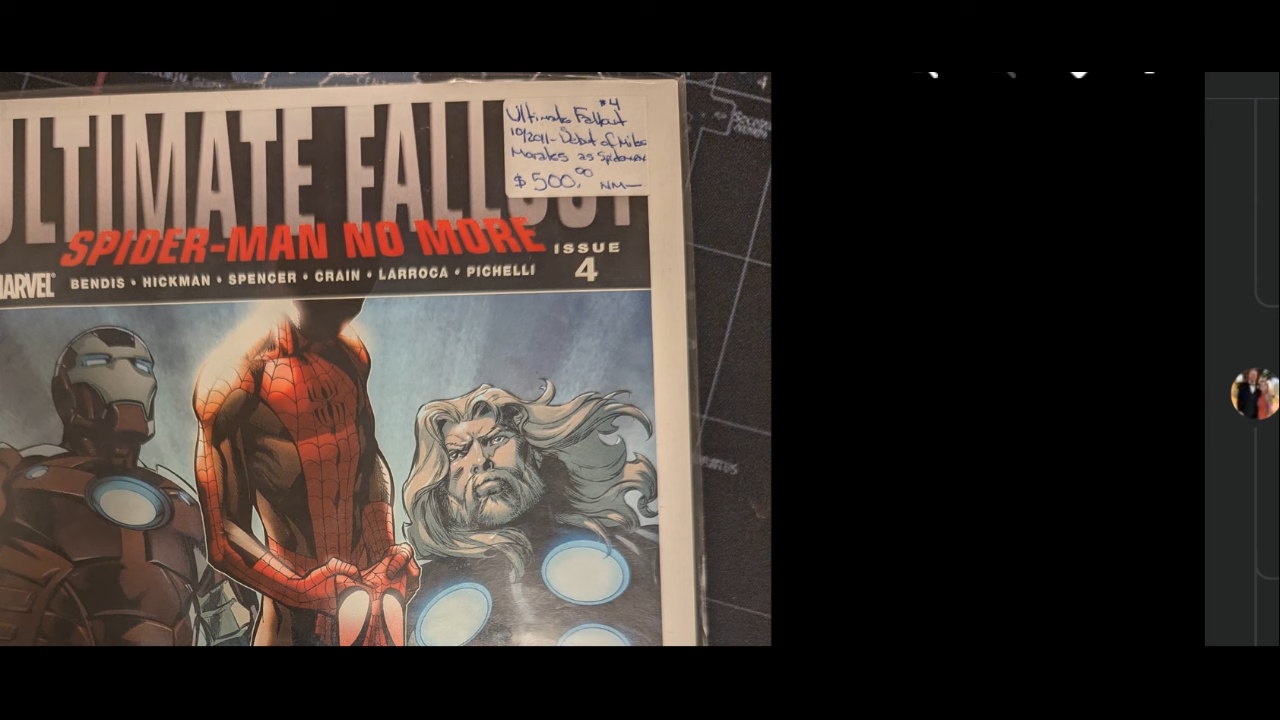 ULTIMATE FALLOUT
#4
Ultimate Fallout
10/2011 - Debut of Miles
Morales as Spiderman
$500.00 NM-
SPIDER-MAN NO MORE
ISSUE
4
MARVEL BENDIS • HICKMAN • SPENCER • CRAIN • LARROCA • PICHELLI